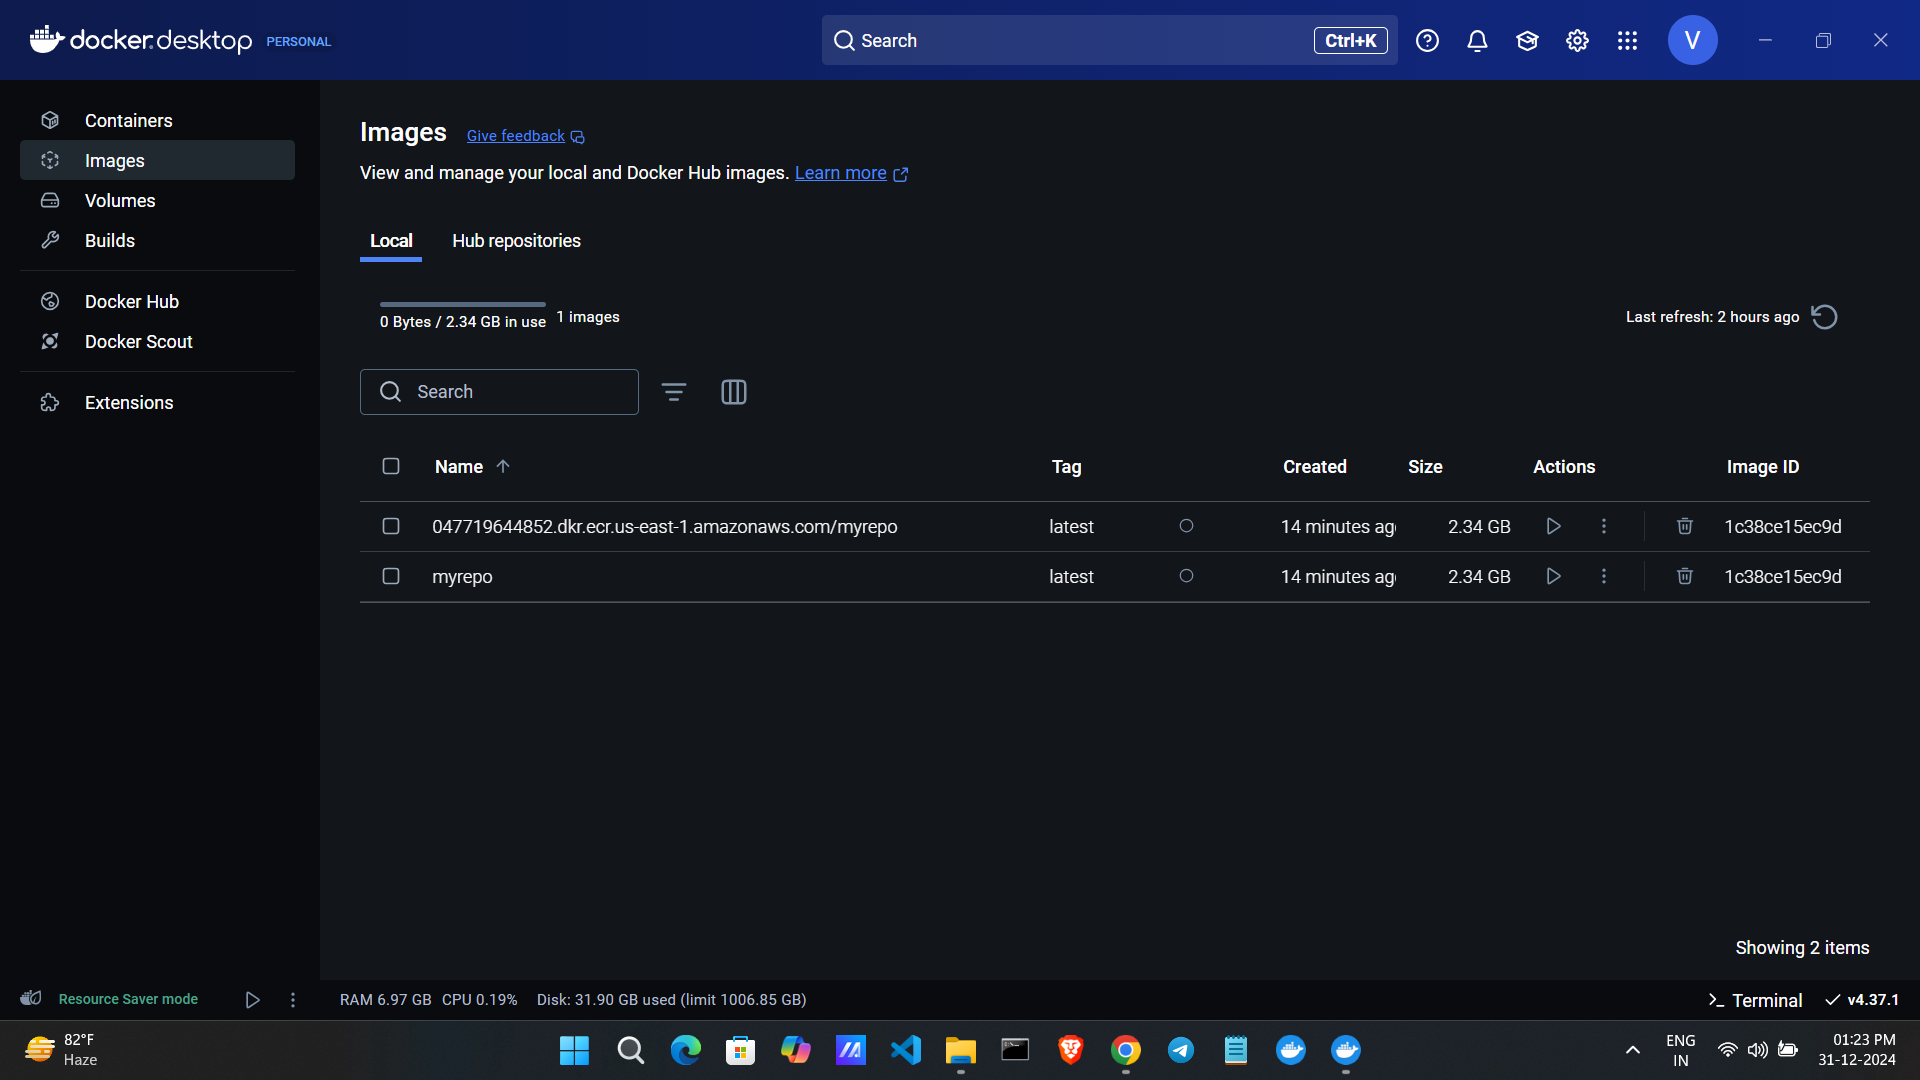 docker.desktop PERSONAL
Search Ctrl+K
V
Containers
Images
Volumes
Builds
Docker Hub
Docker Scout
Extensions
Images Give feedback
View and manage your local and Docker Hub images. Learn more
Local Hub repositories
0 Bytes / 2.34 GB in use 1 images
Last refresh: 2 hours ago
Search
Name Tag Created Size Actions Image ID
047719644852.dkr.ecr.us-east-1.amazonaws.com/myrepo latest 14 minutes ag 2.34 GB 1c38ce15ec9d
myrepo latest 14 minutes ag 2.34 GB 1c38ce15ec9d
Showing 2 items
Resource Saver mode RAM 6.97 GB CPU 0.19% Disk: 31.90 GB used (limit 1006.85 GB) Terminal v4.37.1
82°F
Haze
ENG
IN
01:23 PM
31-12-2024